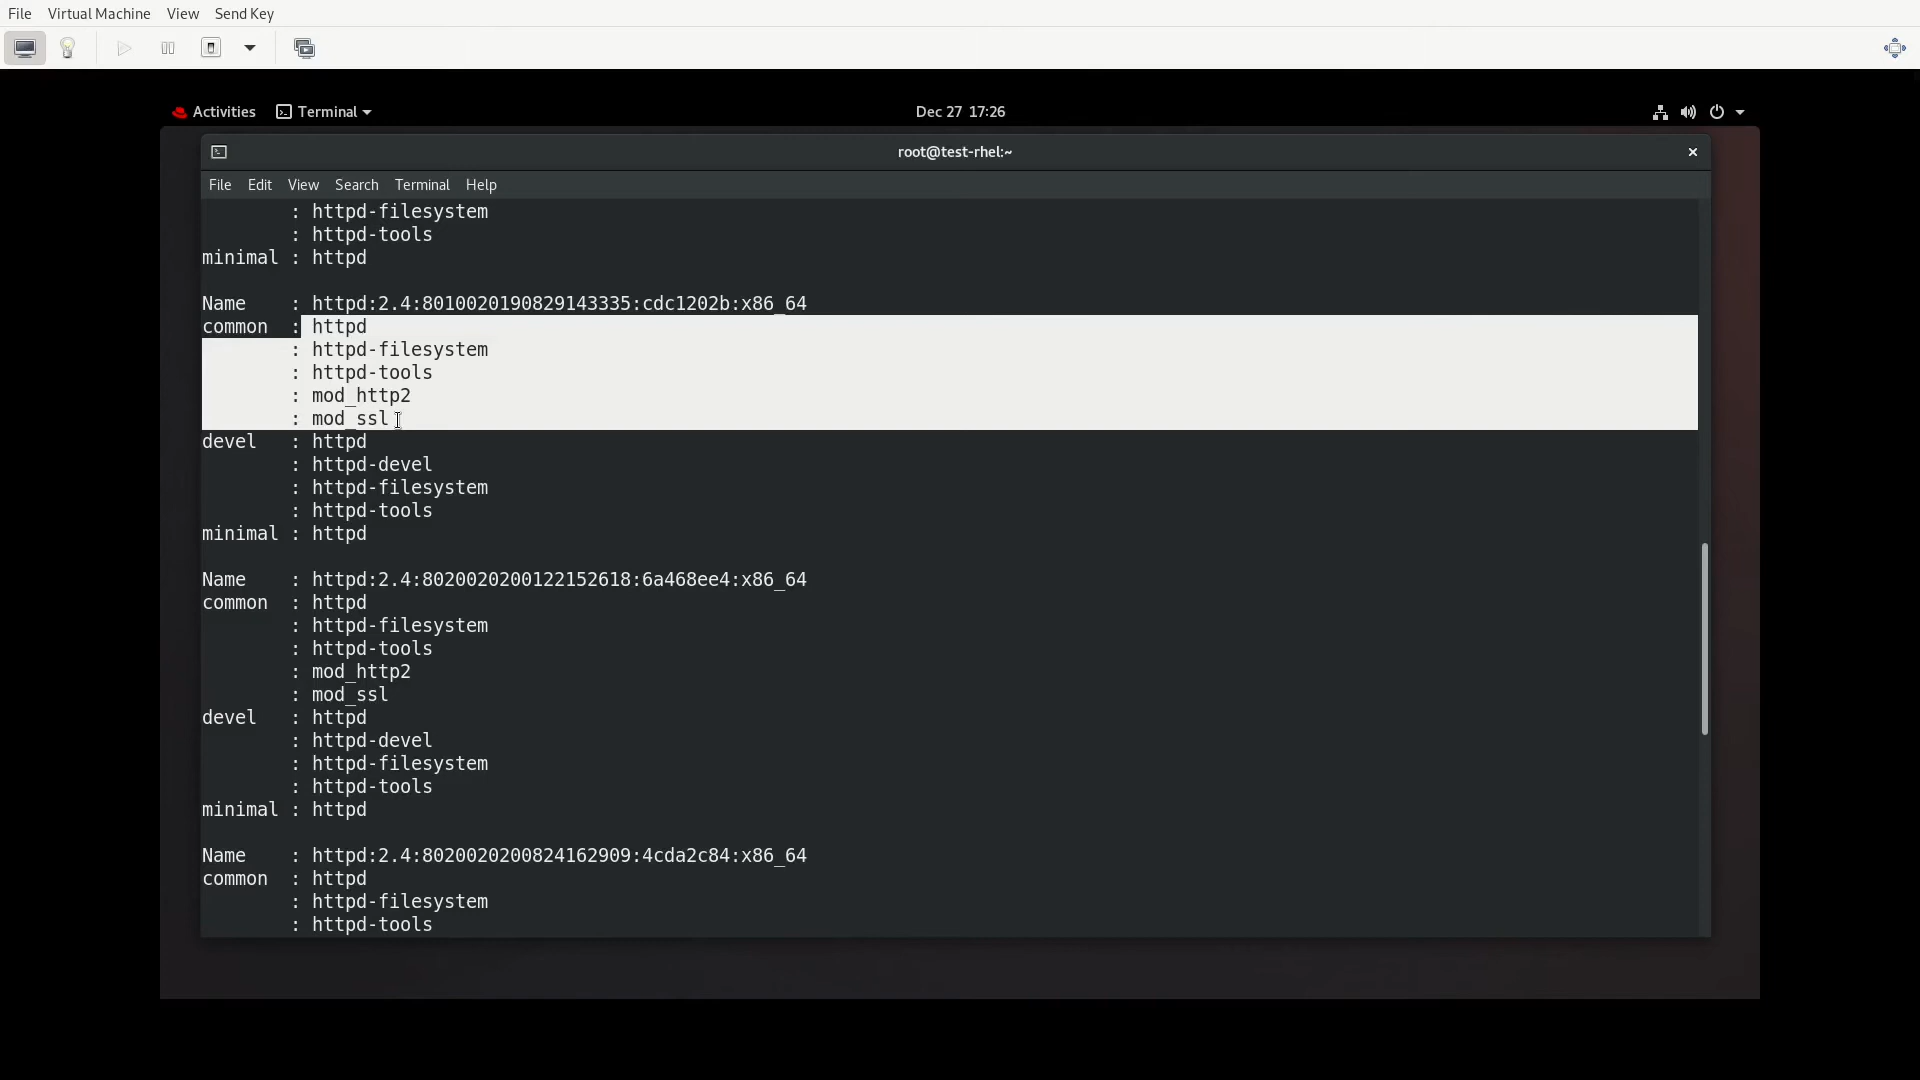 File Virtual Machine View Send Key
Activities Terminal Dec 27 17:26
root@test-rhel:~
File Edit View Search Terminal Help
: httpd-filesystem
: httpd-tools
minimal : httpd
Name : httpd:2.4:8010020190829143335:cdc1202b:x86_64
common : httpd
: httpd-filesystem
: httpd-tools
: mod_http2
: mod_ssl
devel : httpd
: httpd-devel
: httpd-filesystem
: httpd-tools
minimal : httpd
Name : httpd:2.4:8020020200122152618:6a468ee4:x86_64
common : httpd
: httpd-filesystem
: httpd-tools
: mod_http2
: mod_ssl
devel : httpd
: httpd-devel
: httpd-filesystem
: httpd-tools
minimal : httpd
Name : httpd:2.4:8020020200824162909:4cda2c84:x86_64
common : httpd
: httpd-filesystem
: httpd-tools